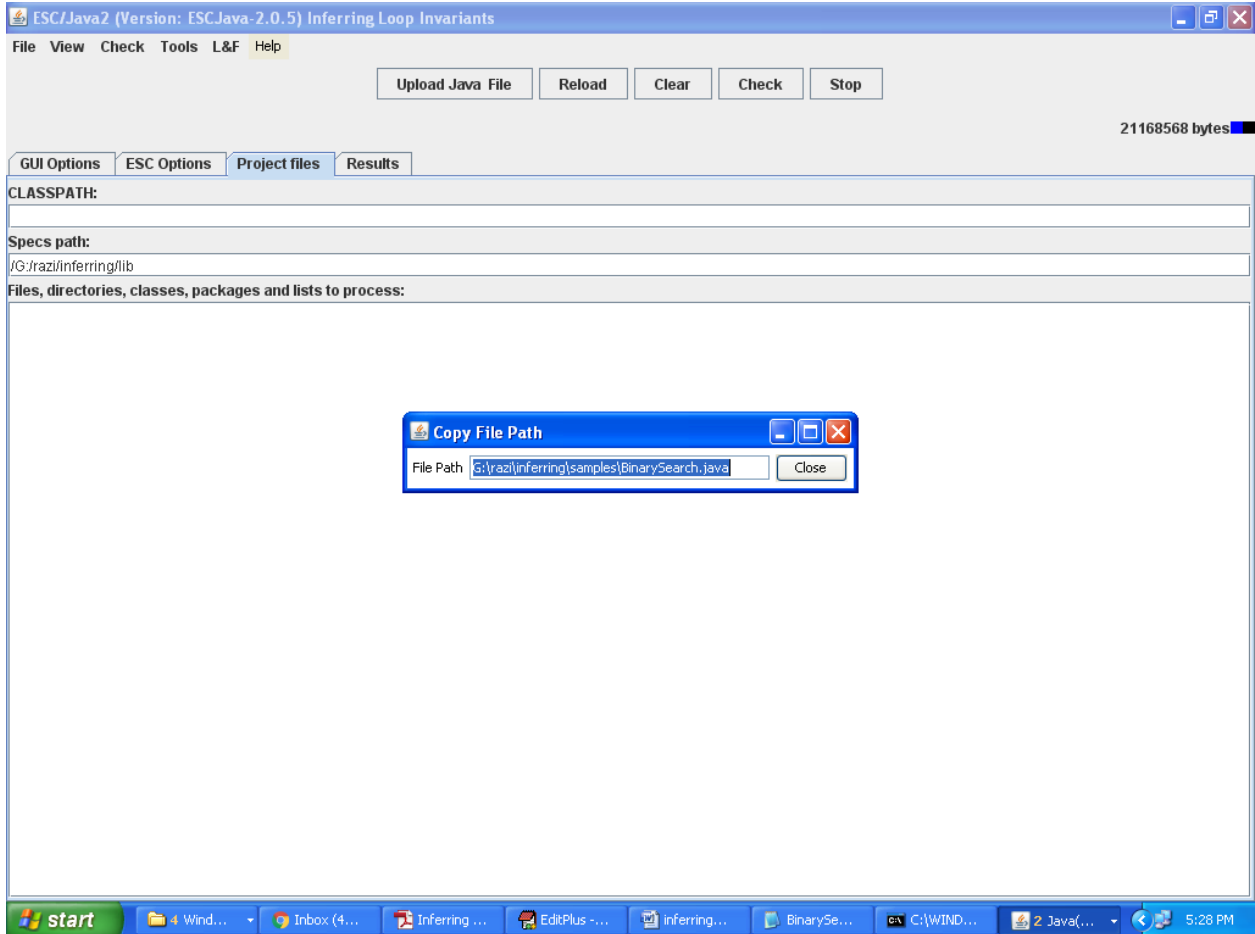 ESC/Java2 (Version: ESCJava-2.0.5) Inferring Loop Invariants
File View Check Tools L&F Help
Upload Java File Reload Clear Check Stop
21168568 bytes
GUI Options ESC Options Project files Results
CLASSPATH:
Specs path:
/G:/razi/inferring/lib
Files, directories, classes, packages and lists to process:
Copy File Path
File Path G:\razi\inferring\samples\BinarySearch.java Close
start 4 Wind... Inbox (4... Inferring ... EditPlus -... inferring... BinarySe... C:\WIND... 2 Java(... 5:28 PM